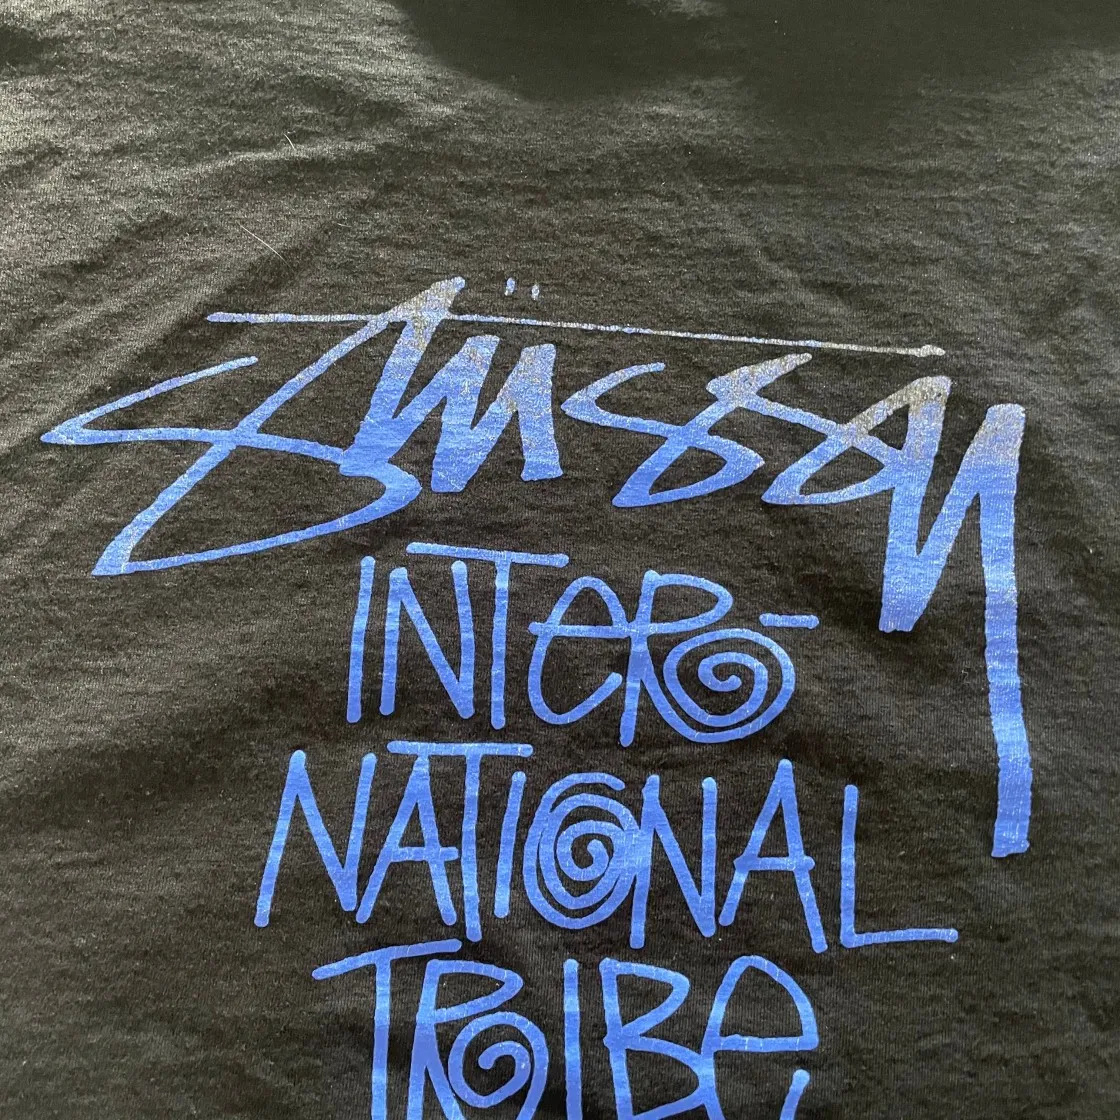 Stüssy
INTER-
NATIONAL
TRIBE